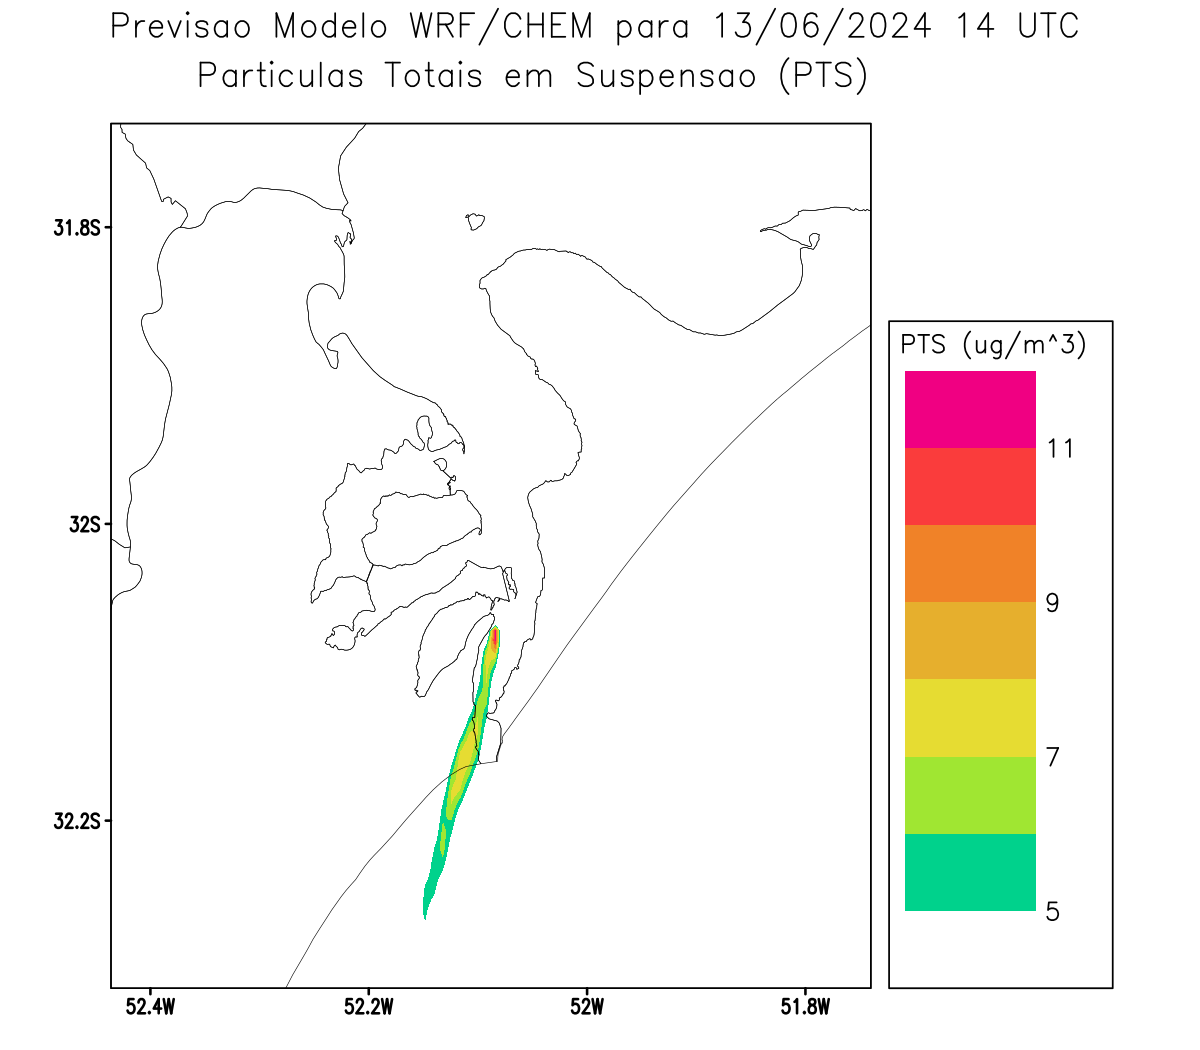 Previsao Modelo WRF/CHEM para 13/06/2024 14 UTC
Particulas Totais em Suspensao (PTS)
31.8S
32S
32.2S
52.4W
52.2W
52W
51.8W
PTS (ug/m^3)
11
9
7
5